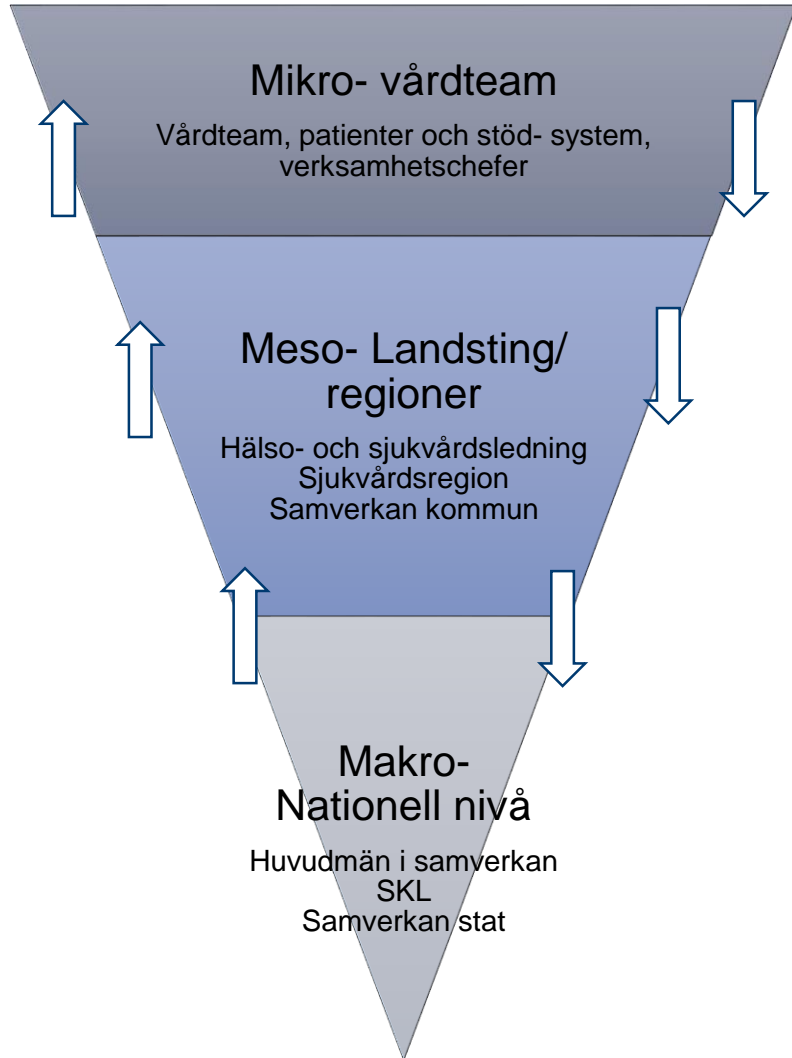 Mikro- vårdteam
Vårdteam, patienter och stöd- system,
verksamhetschefer
Meso- Landsting/
regioner
Hälso- och sjukvårdsledning
Sjukvårdsregion
Samverkan kommun
Makro-
Nationell nivå
Huvudmän i samverkan
SKL
Samverkan stat